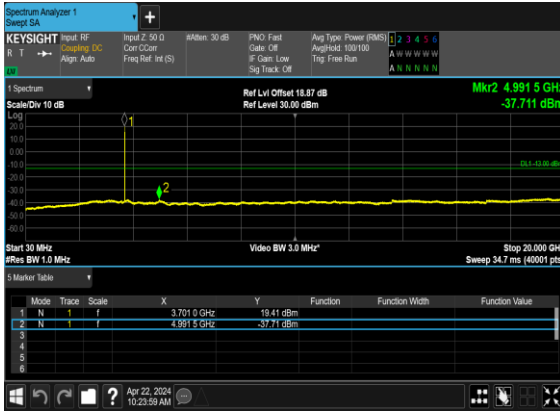 Spectrum Analyzer 1
Swept SA
+
KEYSIGHT Input: RF Input Z: 50 Ω #Atten: 30 dB PNO: Fast Avg Type: Power (RMS) 1 2 3 4 5 6
R T Coupling: DC Corr CCorr Gate: Off Avg|Hold: 100/100 A W W W W W
Align: Auto Freq Ref: Int (S) IF Gain: Low Trig: Free Run
Sig Track: Off A N N N N N
1 Spectrum
Ref Lvl Offset 18.87 dB Mkr2 4.991 5 GHz
Scale/Div 10 dB Ref Level 30.00 dBm -37.711 dBm
Log
20.0
10.0
0.00
-10.0
-20.0
-30.0
-40.0
-50.0
-60.0
1
2
DL1 -13.00 dBm
Start 30 MHz Video BW 3.0 MHz* Stop 20.000 GH
#Res BW 1.0 MHz Sweep 34.7 ms (40001 pts
5 Marker Table
Mode Trace Scale X Y Function Function Width Function Value
1 N 1 f 3.701 0 GHz 19.41 dBm
2 N 1 f 4.991 5 GHz -37.71 dBm
3
4
5
6
? Apr 22, 2024
10:23:59 AM